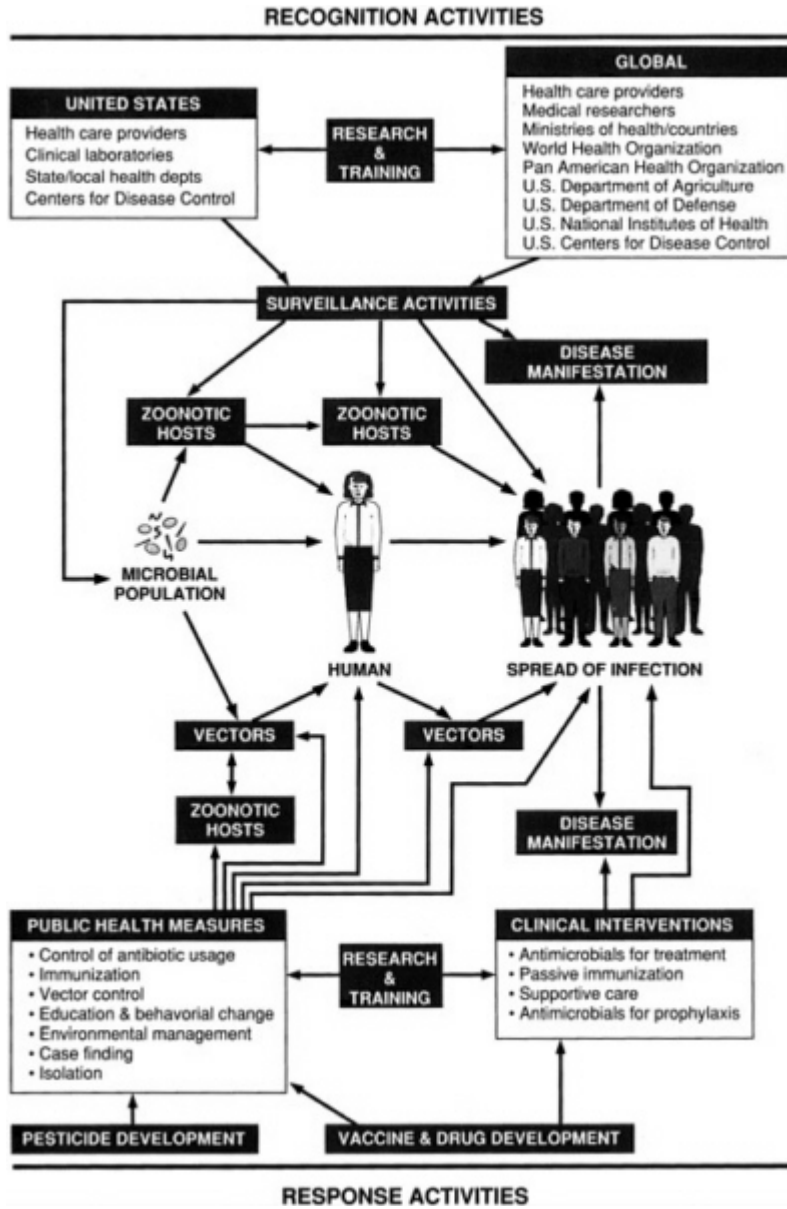 RECOGNITION ACTIVITIES
UNITED STATES
Health care providers
Clinical laboratories
State/local health depts
Centers for Disease Control
RESEARCH
&
TRAINING
GLOBAL
Health care providers
Medical researchers
Ministries of health/countries
World Health Organization
Pan American Health Organization
U.S. Department of Agriculture
U.S. Department of Defense
U.S. National Institutes of Health
U.S. Centers for Disease Control
SURVEILLANCE ACTIVITIES
DISEASE
MANIFESTATION
ZOONOTIC
HOSTS
ZOONOTIC
HOSTS
MICROBIAL
POPULATION
HUMAN
SPREAD OF INFECTION
VECTORS
VECTORS
ZOONOTIC
HOSTS
DISEASE
MANIFESTATION
PUBLIC HEALTH MEASURES
• Control of antibiotic usage
• Immunization
• Vector control
• Education & behavorial change
• Environmental management
• Case finding
• Isolation
RESEARCH
&
TRAINING
CLINICAL INTERVENTIONS
• Antimicrobials for treatment
• Passive immunization
• Supportive care
• Antimicrobials for prophylaxis
PESTICIDE DEVELOPMENT
VACCINE & DRUG DEVELOPMENT
RESPONSE ACTIVITIES